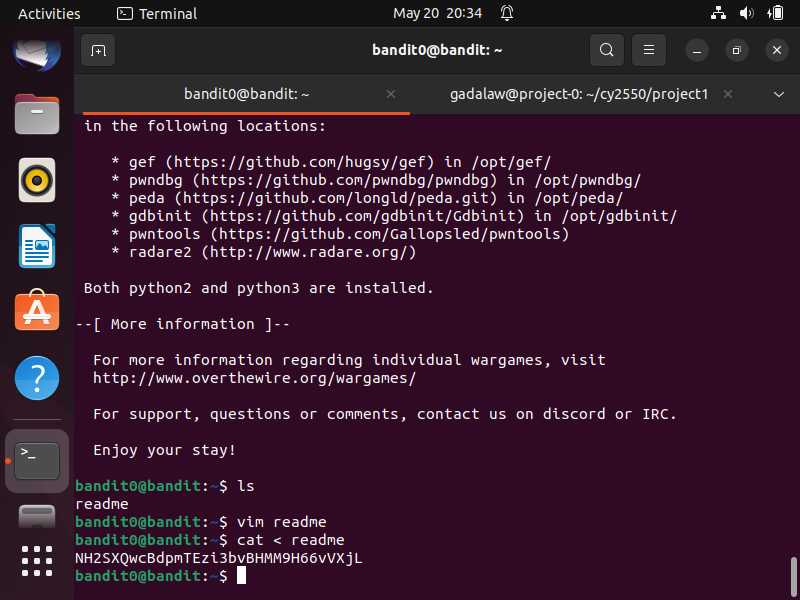 Activities
Terminal
May 20 20:34
bandit0@bandit: ~
bandit0@bandit: ~
gadalaw@project-0: ~/cy2550/project1
in the following locations:
* gef (https://github.com/hugsy/gef) in /opt/gef/
* pwndbg (https://github.com/pwndbg/pwndbg) in /opt/pwndbg/
* peda (https://github.com/longld/peda.git) in /opt/peda/
* gdbinit (https://github.com/gdbinit/Gdbinit) in /opt/gdbinit/
* pwntools (https://github.com/Gallopsled/pwntools)
* radare2 (http://www.radare.org/)
Both python2 and python3 are installed.
--[ More information ]--
For more information regarding individual wargames, visit
http://www.overthewire.org/wargames/
For support, questions or comments, contact us on discord or IRC.
Enjoy your stay!
bandit0@bandit:~$ ls
readme
bandit0@bandit:~$ vim readme
bandit0@bandit:~$ cat < readme
NH2SXQwcBdpmTEzi3bvBHMM9H66vVXjL
bandit0@bandit:~$